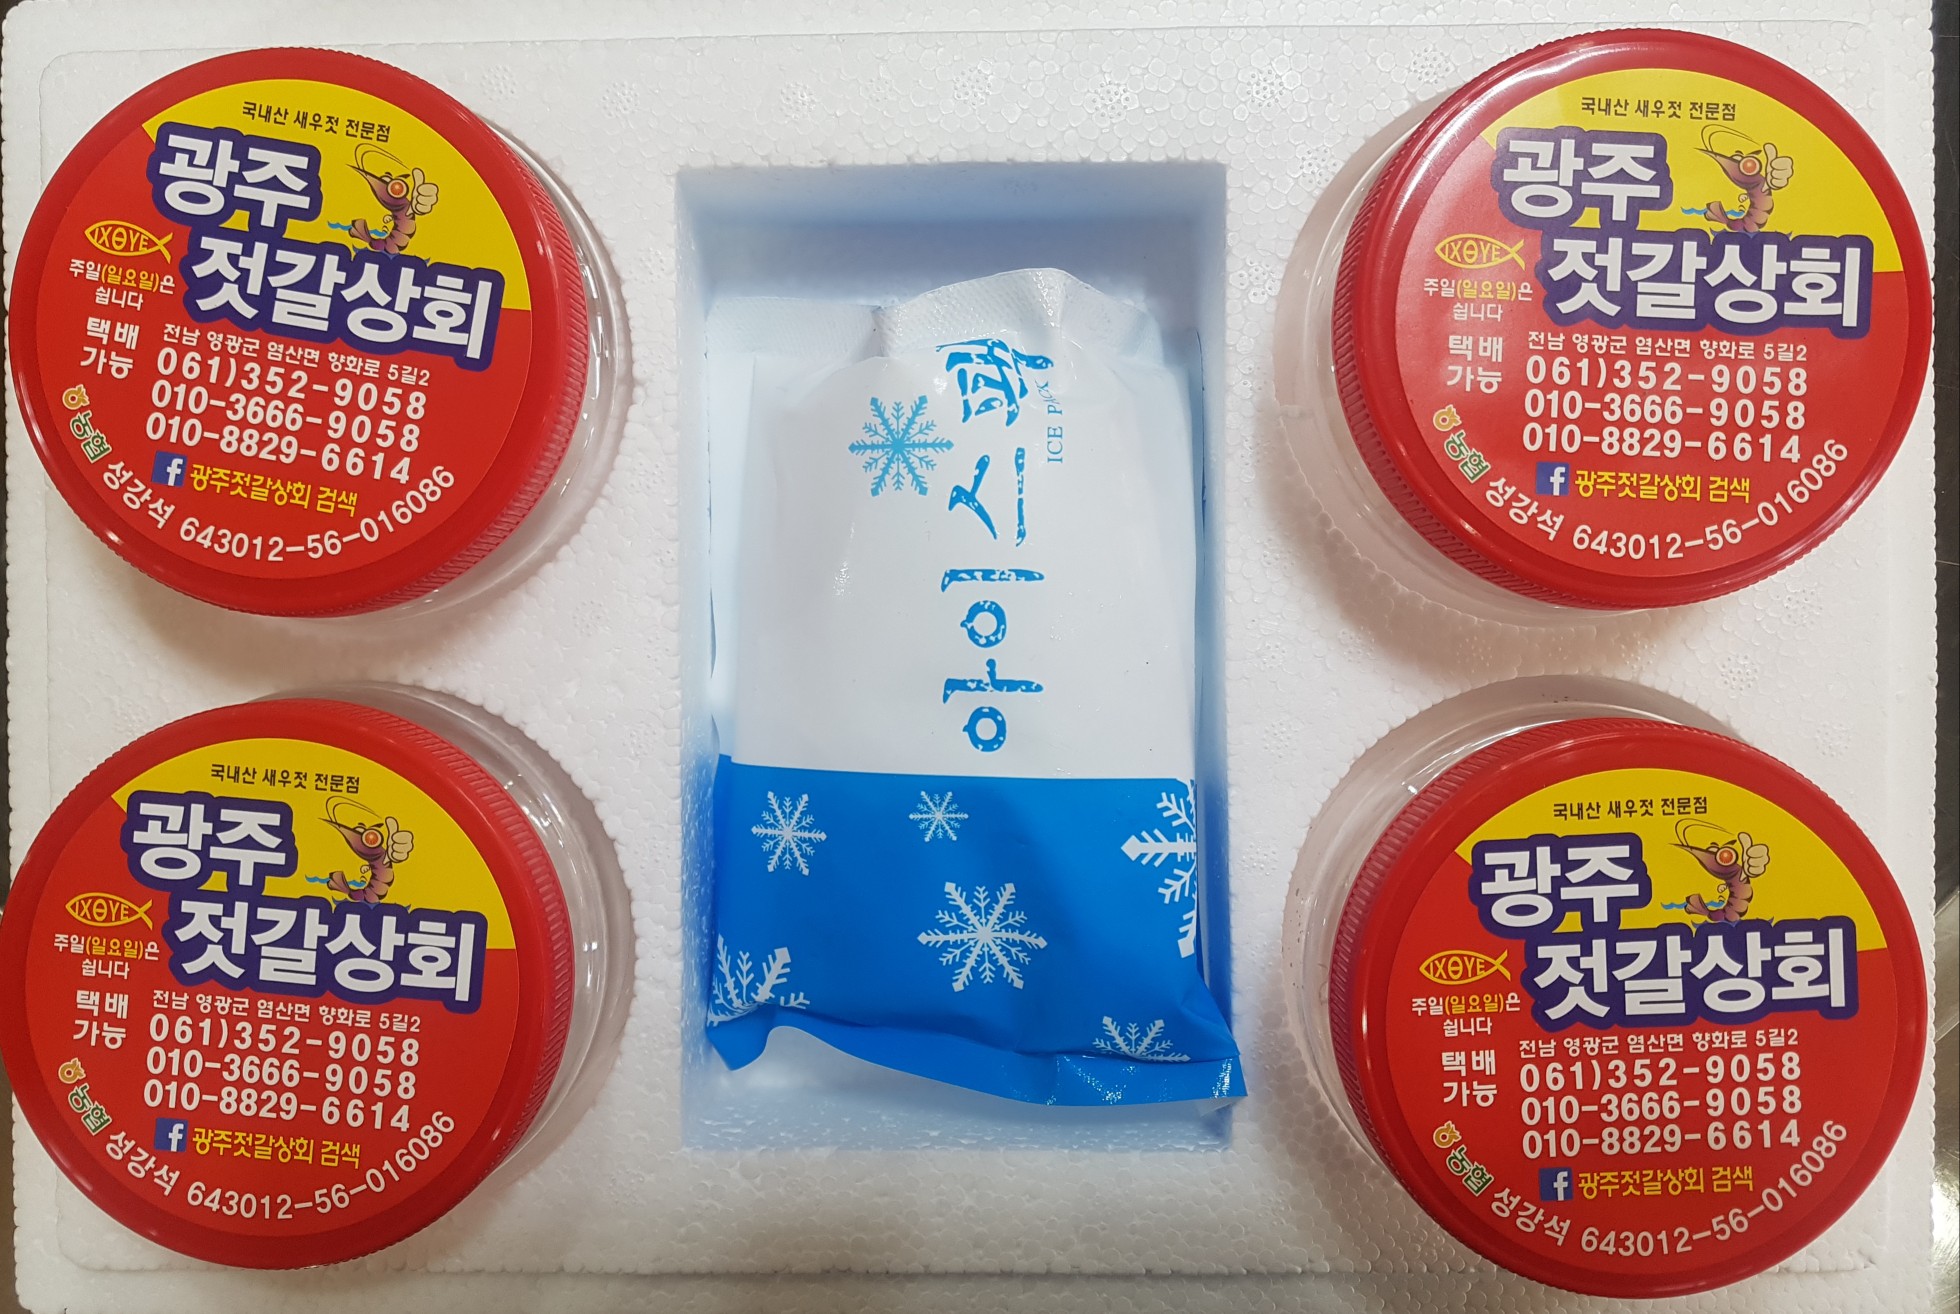 국내산 새우젓 전문점
광주
젓갈상회
ΙΧΘΥΕ
주일(일요일)은
쉽니다
택배
가능
전남 영광군 염산면 향화로 5길2
061)352-9058
010-3666-9058
010-8829-6614
f 광주젓갈상회 검색
농협 성강석 643012-56-016086
국내산 새우젓 전문점
광주
젓갈상회
ΙΧΘΥΕ
주일(일요일)은
쉽니다
택배
가능
전남 영광군 염산면 향화로 5길2
061)352-9058
010-3666-9058
010-8829-6614
f 광주젓갈상회 검색
농협 성강석 643012-56-016086
아이스팩
ICE PACK
국내산 새우젓 전문점
광주
젓갈상회
ΙΧΘΥΕ
주일(일요일)은
쉽니다
택배
가능
전남 영광군 염산면 향화로 5길2
061)352-9058
010-3666-9058
010-8829-6614
f 광주젓갈상회 검색
농협 성강석 643012-56-016086
국내산 새우젓 전문점
광주
젓갈상회
ΙΧΘΥΕ
주일(일요일)은
쉽니다
택배
가능
전남 영광군 염산면 향화로 5길2
061)352-9058
010-3666-9058
010-8829-6614
f 광주젓갈상회 검색
농협 성강석 643012-56-016086